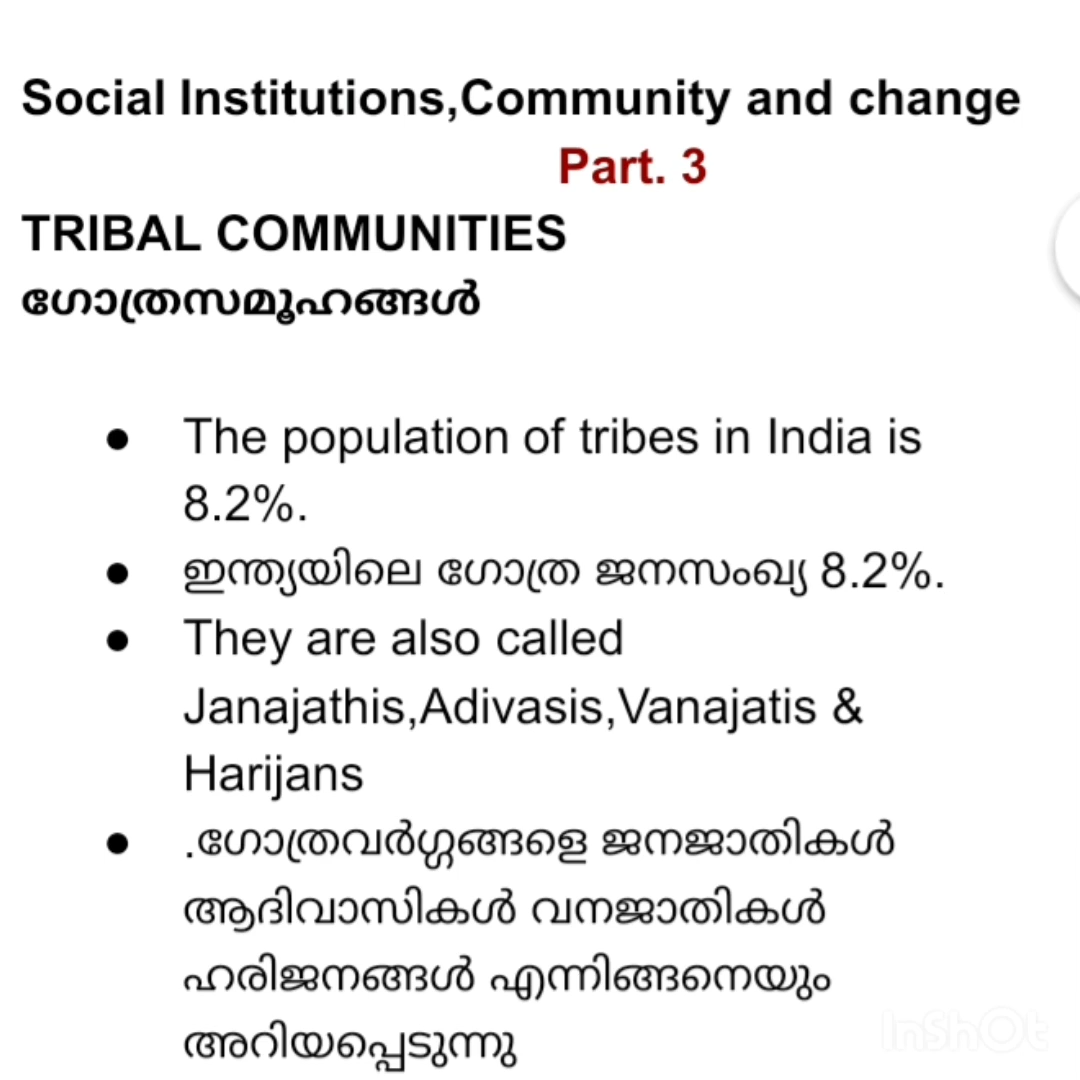 Social Institutions,Community and change
Part. 3
TRIBAL COMMUNITIES
ഗോത്രസമൂഹങ്ങൾ
● The population of tribes in India is
8.2%.
● ഇന്ത്യയിലെ ഗോത്ര ജനസംഖ്യ 8.2%.
● They are also called
Janajathis,Adivasis,Vanajatis &
Harijans
● .ഗോത്രവർഗ്ഗങ്ങളെ ജനജാതികൾ
ആദിവാസികൾ വനജാതികൾ
ഹരിജനങ്ങൾ എന്നിങ്ങനെയും
അറിയപ്പെടുന്നു
InShOt